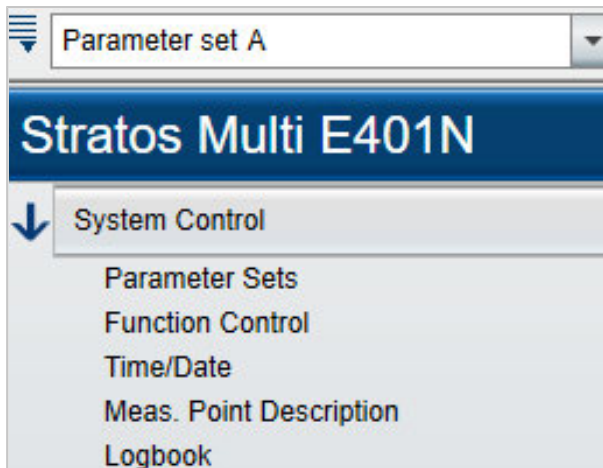 Parameter set A
Stratos Multi E401N
System Control
Parameter Sets
Function Control
Time/Date
Meas. Point Description
Logbook